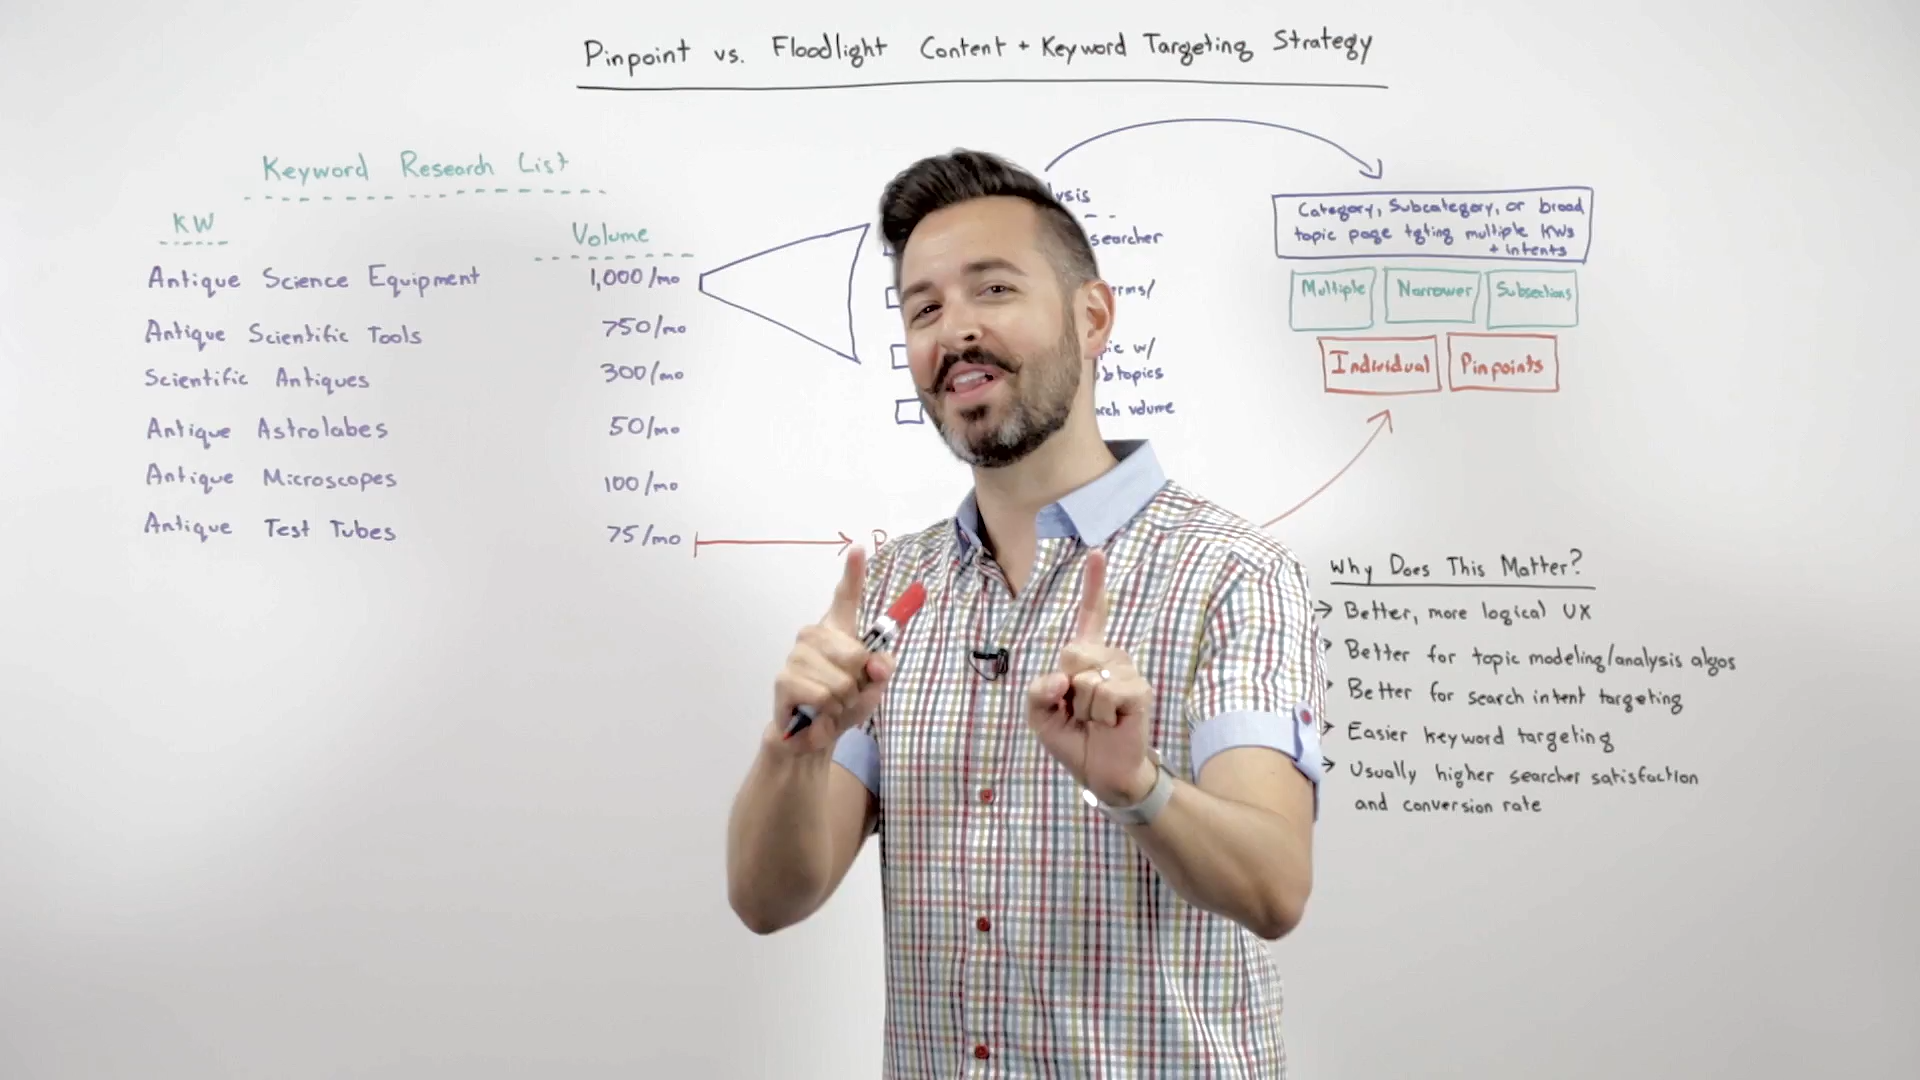 Pinpoint vs. Floodlight Content + Keyword Targeting Strategy
Keyword Research List
KW
Volume
Antique Science Equipment 1,000/mo
Antique Scientific Tools 750/mo
Scientific Antiques 300/mo
Antique Astrolabes 50/mo
Antique Microscopes 100/mo
Antique Test Tubes 75/mo
searcher
w/
volume
Category, Subcategory, or broad
topic page tgting multiple KWs
+ intents
Multiple
Narrower
Subsections
Individual
Pinpoints
Why Does This Matter?
→ Better, more logical UX
Better for topic modeling/analysis algos
Better for search intent targeting
Easier keyword targeting
→ Usually higher searcher satisfaction
and conversion rate